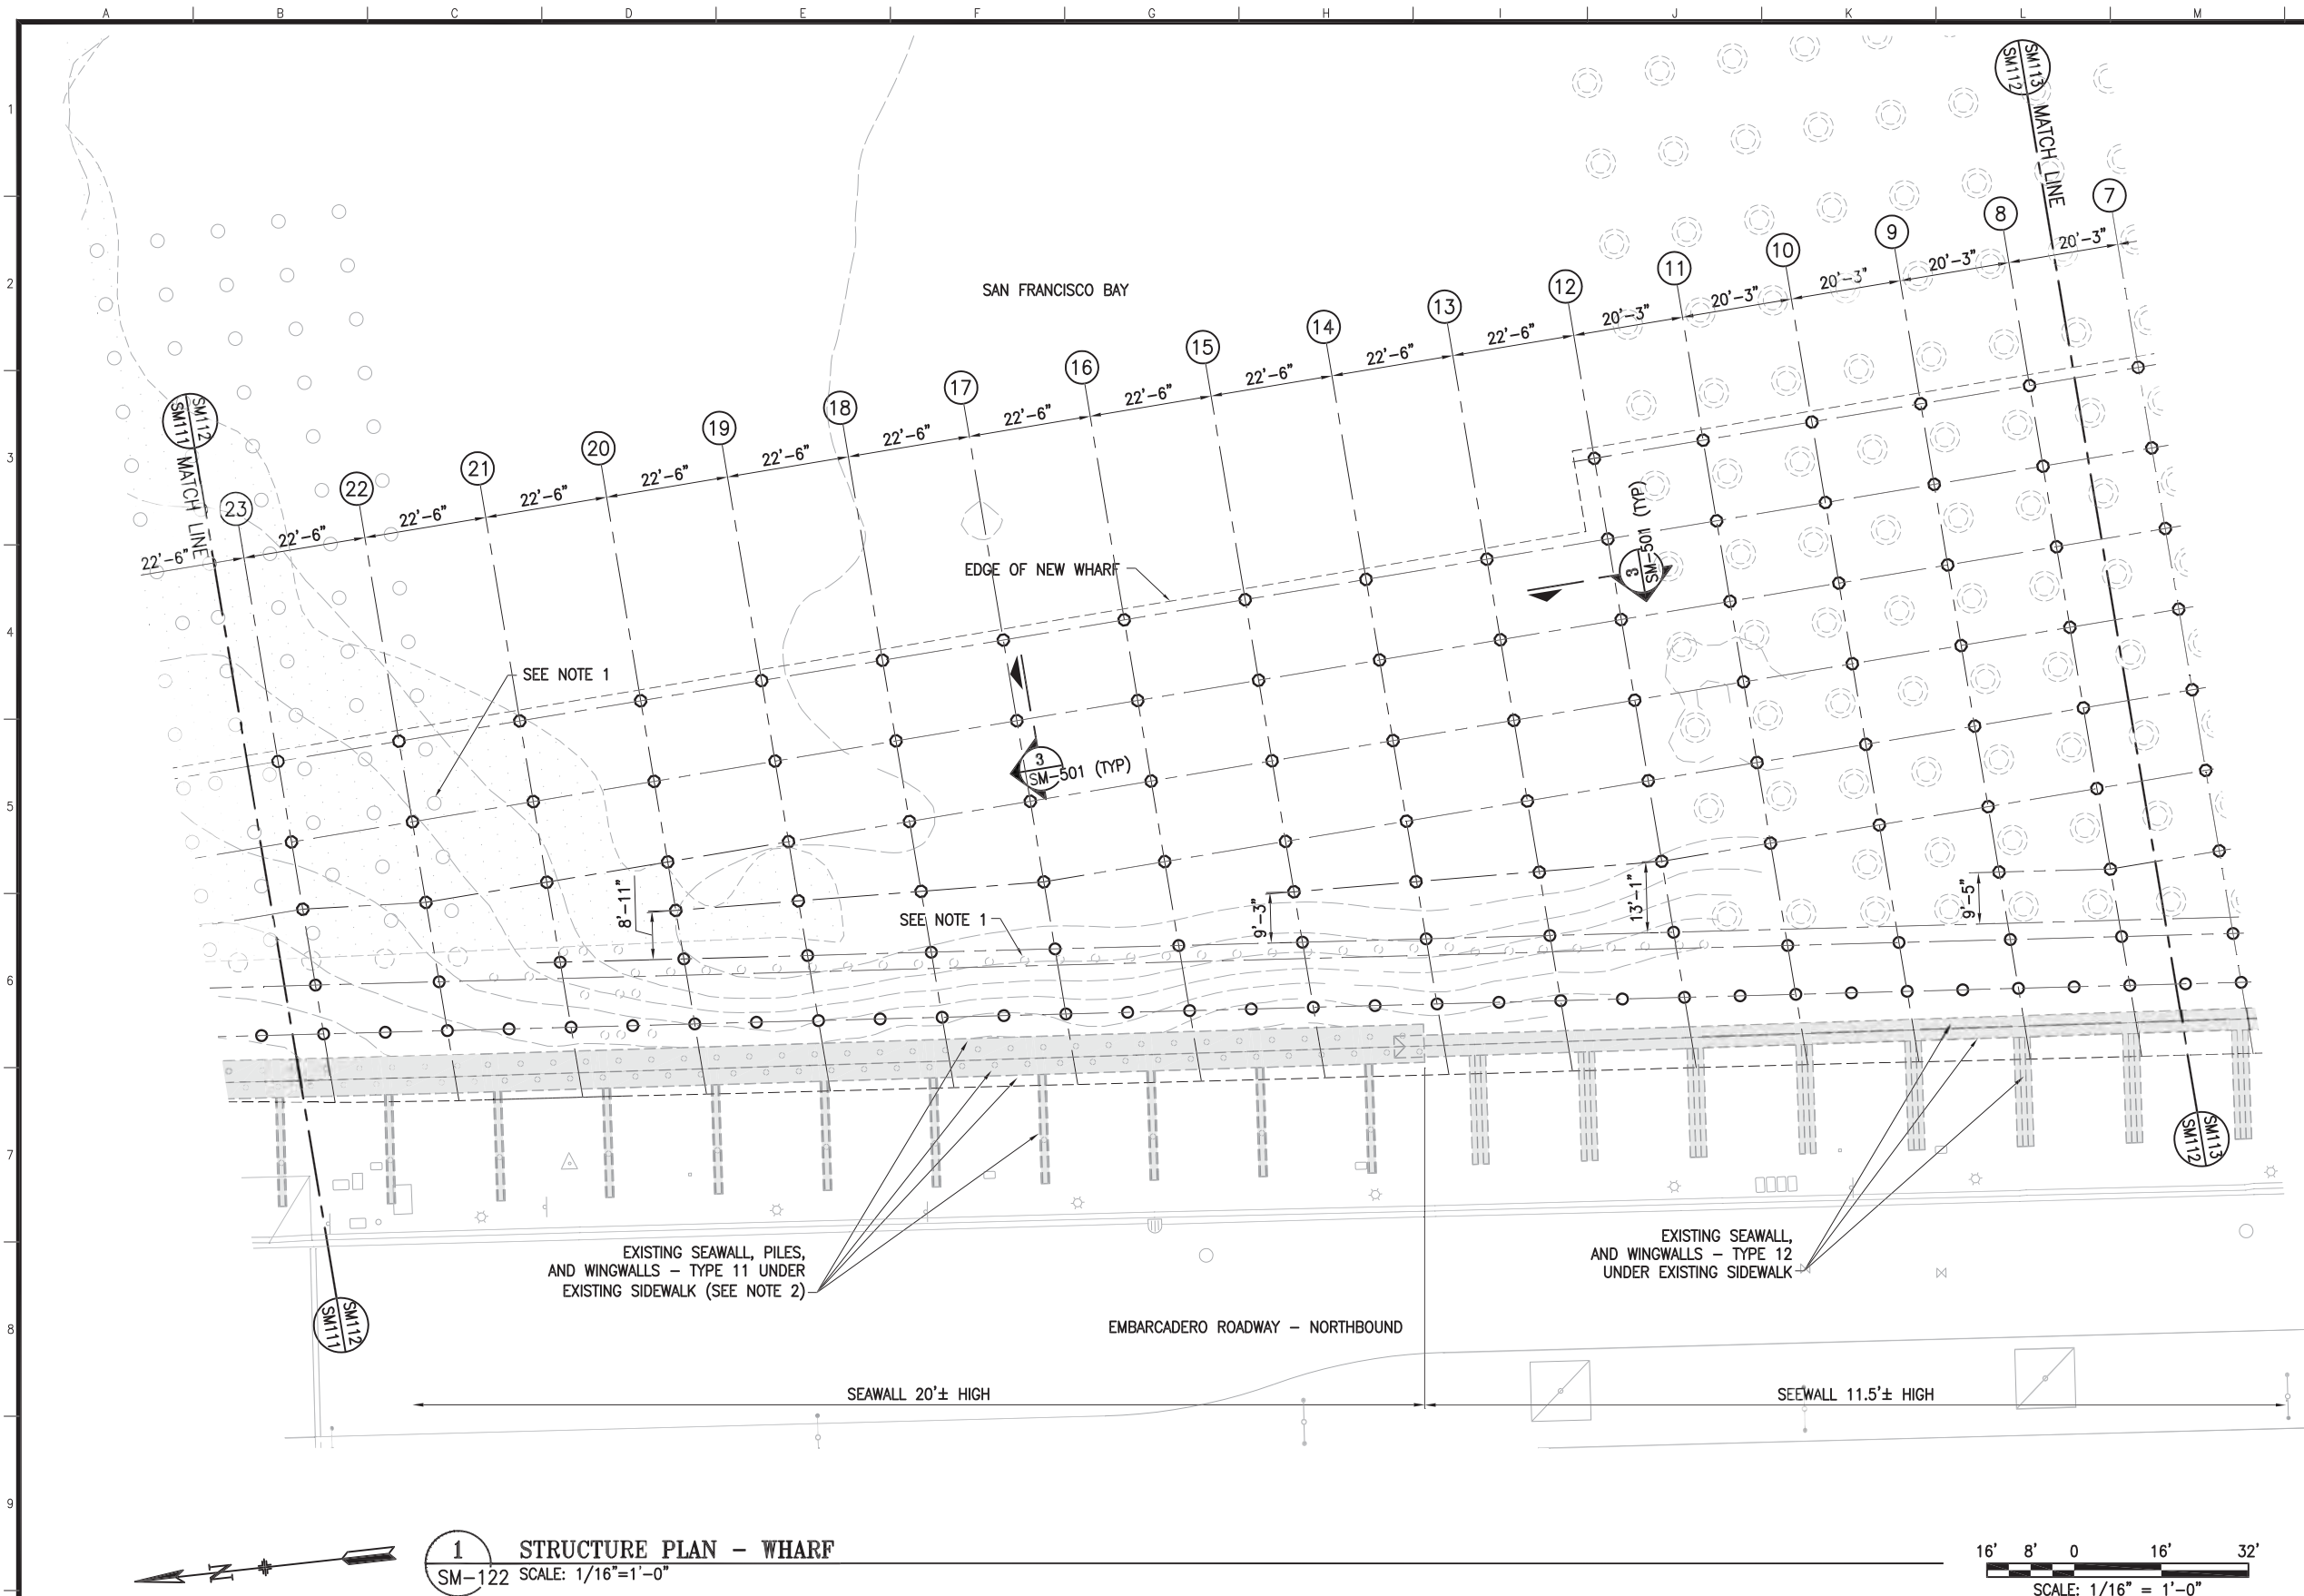 A B C D E F G H I J K L M
1
2
3
4
5
6
7
8
9
SM113
SM112
MATCH LINE
7
8
9
10
11
12
13
14
15
16
17
18
19
20
21
22
23
20'-3"
20'-3"
20'-3"
20'-3"
20'-3"
22'-6"
22'-6"
22'-6"
22'-6"
22'-6"
22'-6"
22'-6"
22'-6"
22'-6"
22'-6"
22'-6"
22'-6"
SAN FRANCISCO BAY
SM112
SM111
MATCH LINE
EDGE OF NEW WHARF
3
SM-501 (TYP)
SEE NOTE 1
3
SM-501 (TYP)
8'-11"
SEE NOTE 1
9'-3"
13'-1"
9'-5"
SM113
SM112
EXISTING SEAWALL, PILES,
AND WINGWALLS - TYPE 11 UNDER
EXISTING SIDEWALK (SEE NOTE 2)
EXISTING SEAWALL,
AND WINGWALLS - TYPE 12
UNDER EXISTING SIDEWALK
SM112
SM111
EMBARCADERO ROADWAY - NORTHBOUND
SEAWALL 20'± HIGH
SEEWALL 11.5'± HIGH
N
1
SM-122
STRUCTURE PLAN - WHARF
SCALE: 1/16"=1'-0"
16' 8' 0 16' 32'
SCALE: 1/16" = 1'-0"